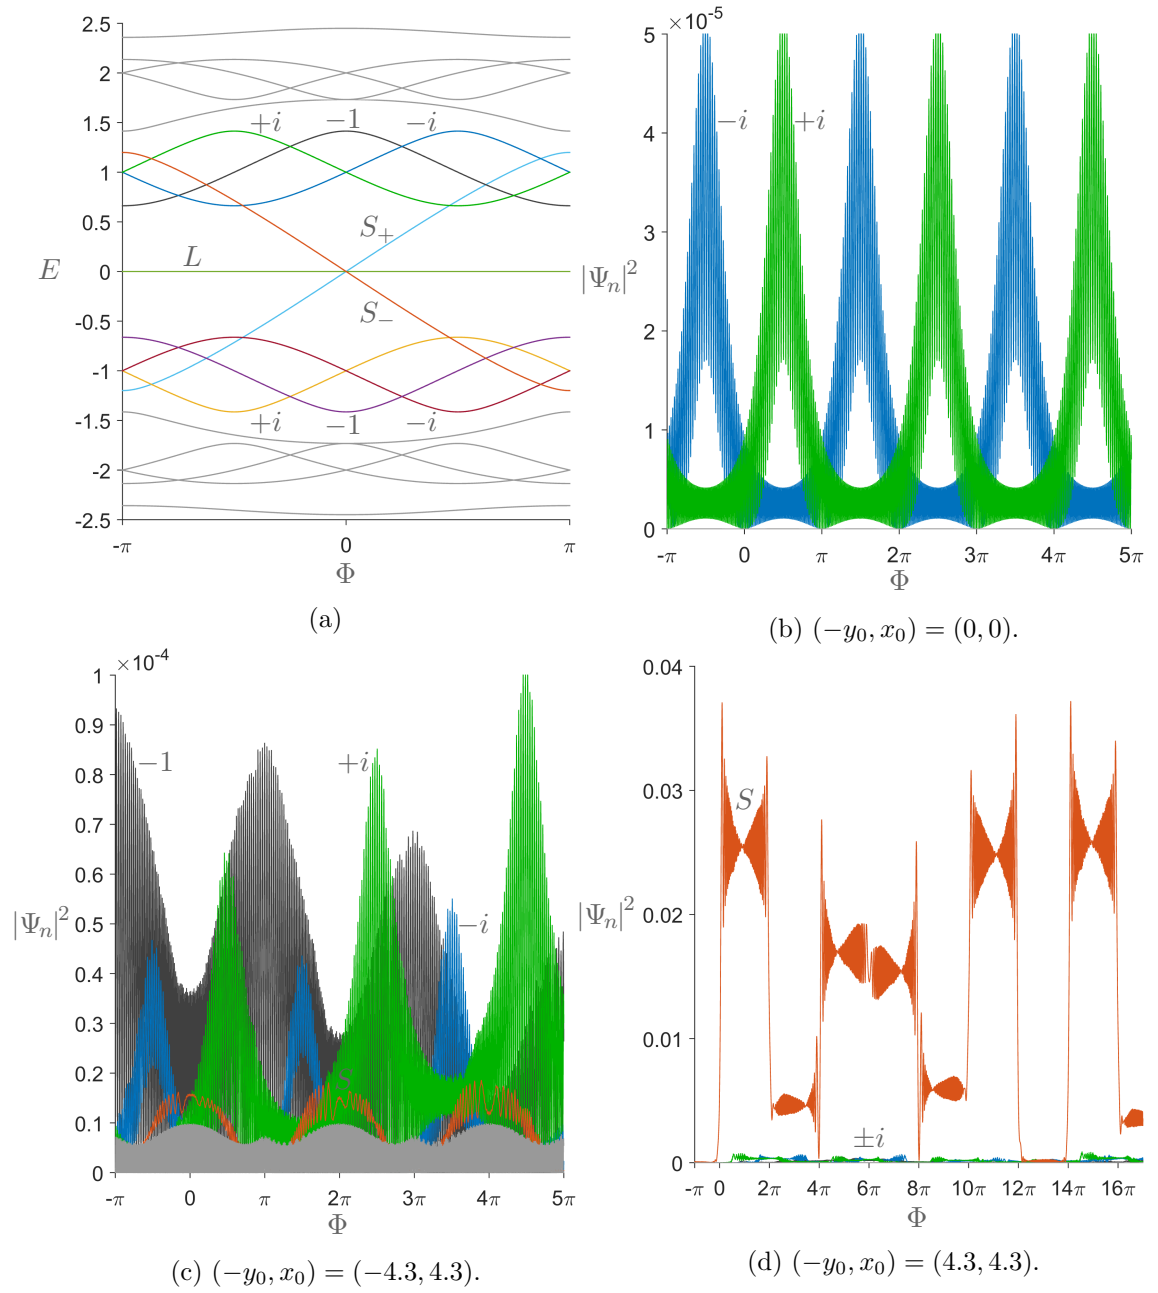 2.5
2
1.5
1
0.5
0
-0.5
-1
-1.5
-2
-2.5
E
+i −1 −i
S+
L
S−
+i −1 −i
-π 0 π
Φ
(a)
×10-5
5
4
3
2
1
0
|Ψn|2
−i +i
-π 0 π 2π 3π 4π 5π
Φ
(b) (−y0, x0) = (0, 0).
×10-4
1
0.9
0.8
0.7
0.6
0.5
0.4
0.3
0.2
0.1
0
|Ψn|2
−1 +i
−i
S
-π 0 π 2π 3π 4π 5π
Φ
(c) (−y0, x0) = (−4.3, 4.3).
0.04
0.03
0.02
0.01
0
|Ψn|2
S
±i
-π 0 2π 4π 6π 8π 10π 12π 14π 16π
Φ
(d) (−y0, x0) = (4.3, 4.3).